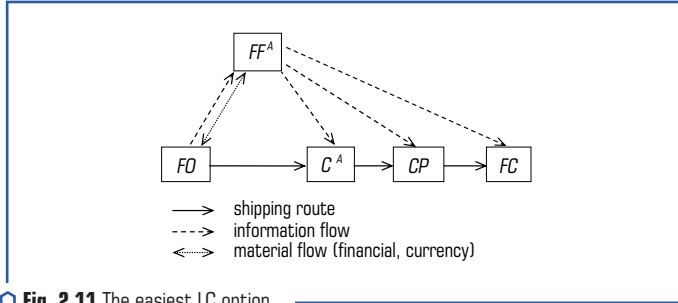 FF A
FO C A CP FC
shipping route
information flow
material flow (financial, currency)
Fig. 2.11 The easiest LC option